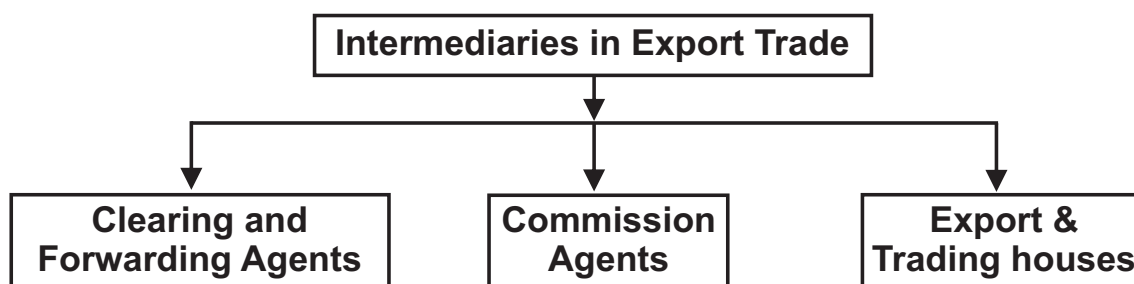 Intermediaries in Export Trade
Clearing and
Forwarding Agents
Commission
Agents
Export &
Trading houses